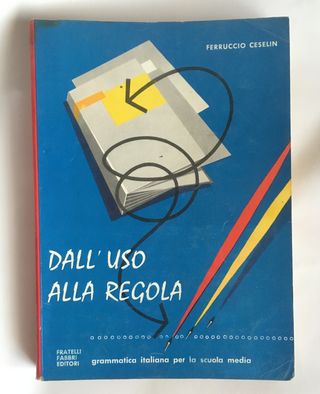 FERRUCCIO CESELIN
DALL'USO
ALLA REGOLA
FRATELLI
FABBRI
EDITORI
grammatica italiana per la scuola media